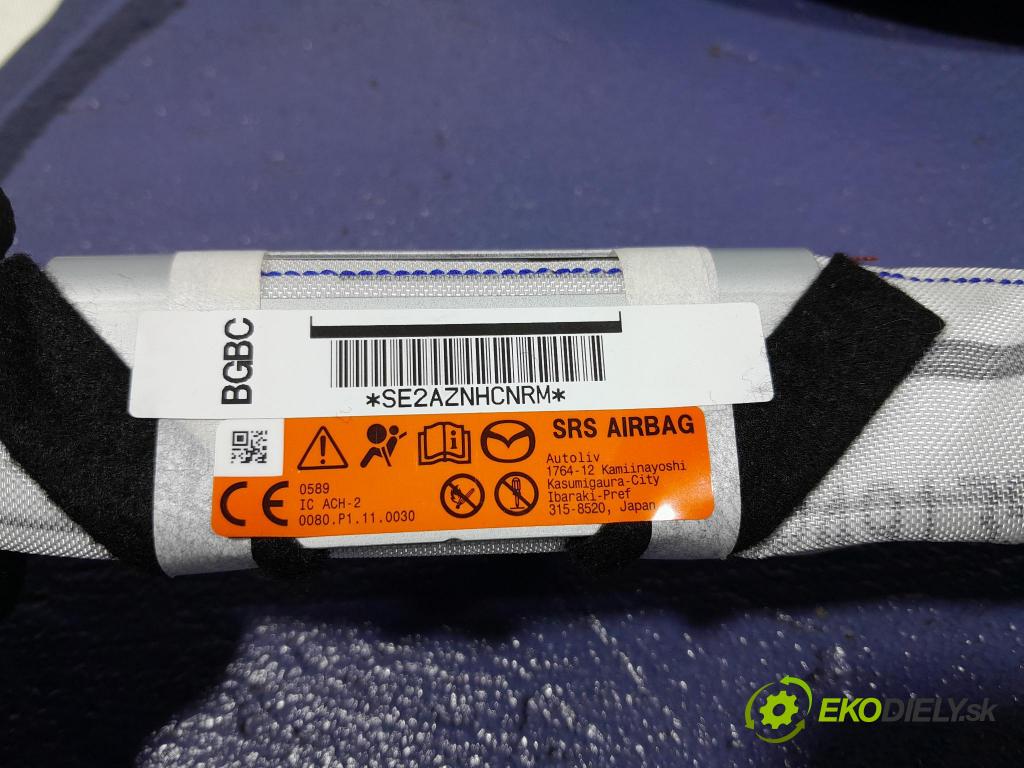 BGBC
*SE2AZNHCNRM*
SRS AIRBAG
Autoliv
1764-12 Kamiinayoshi
Kasumigaura-City
Ibaraki-Pref
315-8520, Japan
CE
0589
IC ACH-2
0080.P1.11.0030
EKODIELY.sk